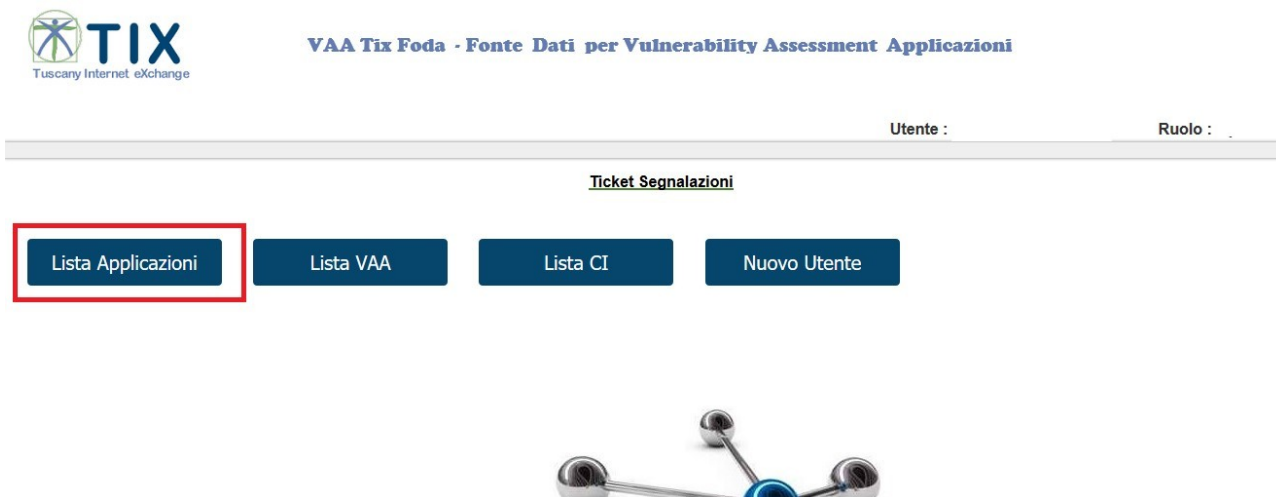 TIX
Tuscany Internet eXchange
VAA Tix Foda - Fonte Dati per Vulnerability Assessment Applicazioni
Utente : Ruolo :
Ticket Segnalazioni
Lista Applicazioni Lista VAA Lista CI Nuovo Utente